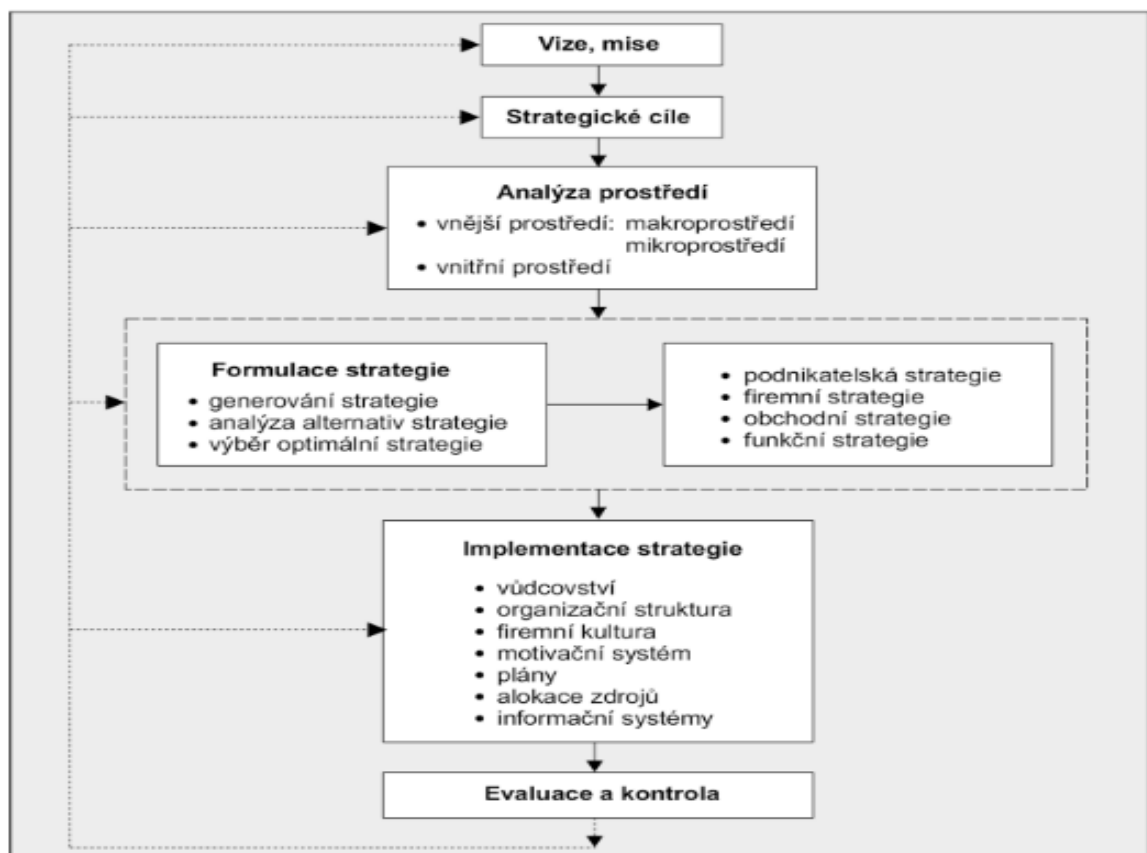 Vize, mise
Strategické cíle
Analýza prostředí
• vnější prostředí: makroprostředí
mikroprostředí
• vnitřní prostředí
Formulace strategie
• generování strategie
• analýza alternativ strategie
• výběr optimální strategie
• podnikatelská strategie
• firemní strategie
• obchodní strategie
• funkční strategie
Implementace strategie
• vůdcovství
• organizační struktura
• firemní kultura
• motivační systém
• plány
• alokace zdrojů
• informační systémy
Evaluace a kontrola